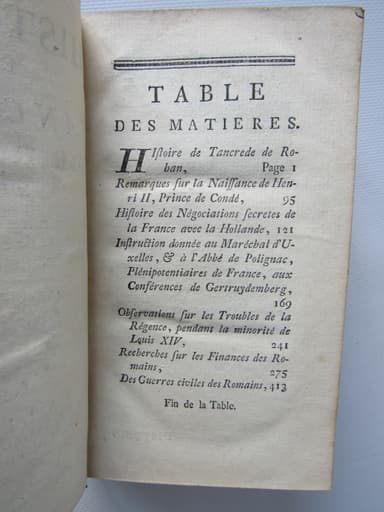 TABLE
DES MATIERES.
HIstoire de Tancrede de Ro-
han, Page 1
Remarques sur la Naissance de Hen-
ri II, Prince de Condé, 95
Histoire des Négociations secretes de
la France avec la Hollande, 121
Instruction donnée au Maréchal d'U-
xelles, & à l'Abbé de Polignac,
Plénipotentiaires de France, aux
Conférences de Gertruydemberg,
169
Observations sur les Troubles de la
Régence, pendant la minorité de
Louis XIV, 241
Recherches sur les Finances des Ro-
mains, 275
Des Guerres civiles des Romains, 413
Fin de la Table.